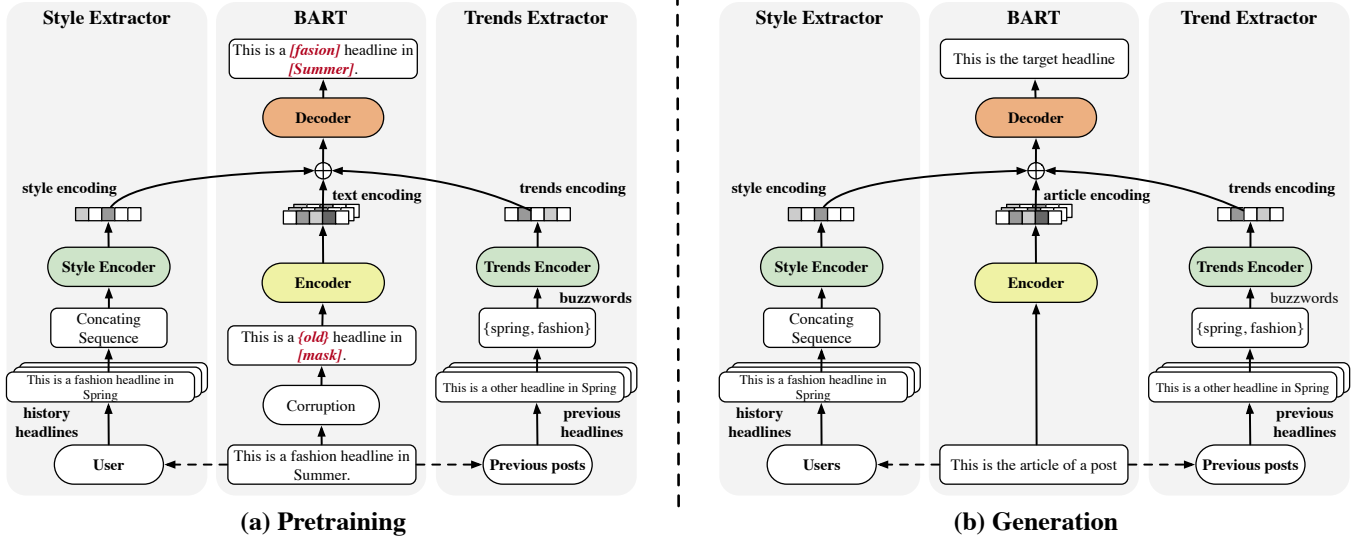 Style Extractor
BART
Trends Extractor
This is a [fasion] headline in
[Summer].
Decoder
style encoding
text encoding
trends encoding
Style Encoder
Encoder
Trends Encoder
buzzwords
Concating
Sequence
This is a {old} headline in
[mask].
{spring, fashion}
This is a fashion headline in
Spring
This is a other headline in Spring
Corruption
history
headlines
previous
headlines
User
This is a fashion headline in
Summer.
Previous posts
(a) Pretraining
Style Extractor
BART
Trend Extractor
This is the target headline
Decoder
style encoding
article encoding
trends encoding
Style Encoder
Encoder
Trends Encoder
buzzwords
Concating
Sequence
{spring, fashion}
This is a fashion headline in
Spring
This is a other headline in Spring
history
headlines
previous
headlines
Users
This is the article of a post
Previous posts
(b) Generation